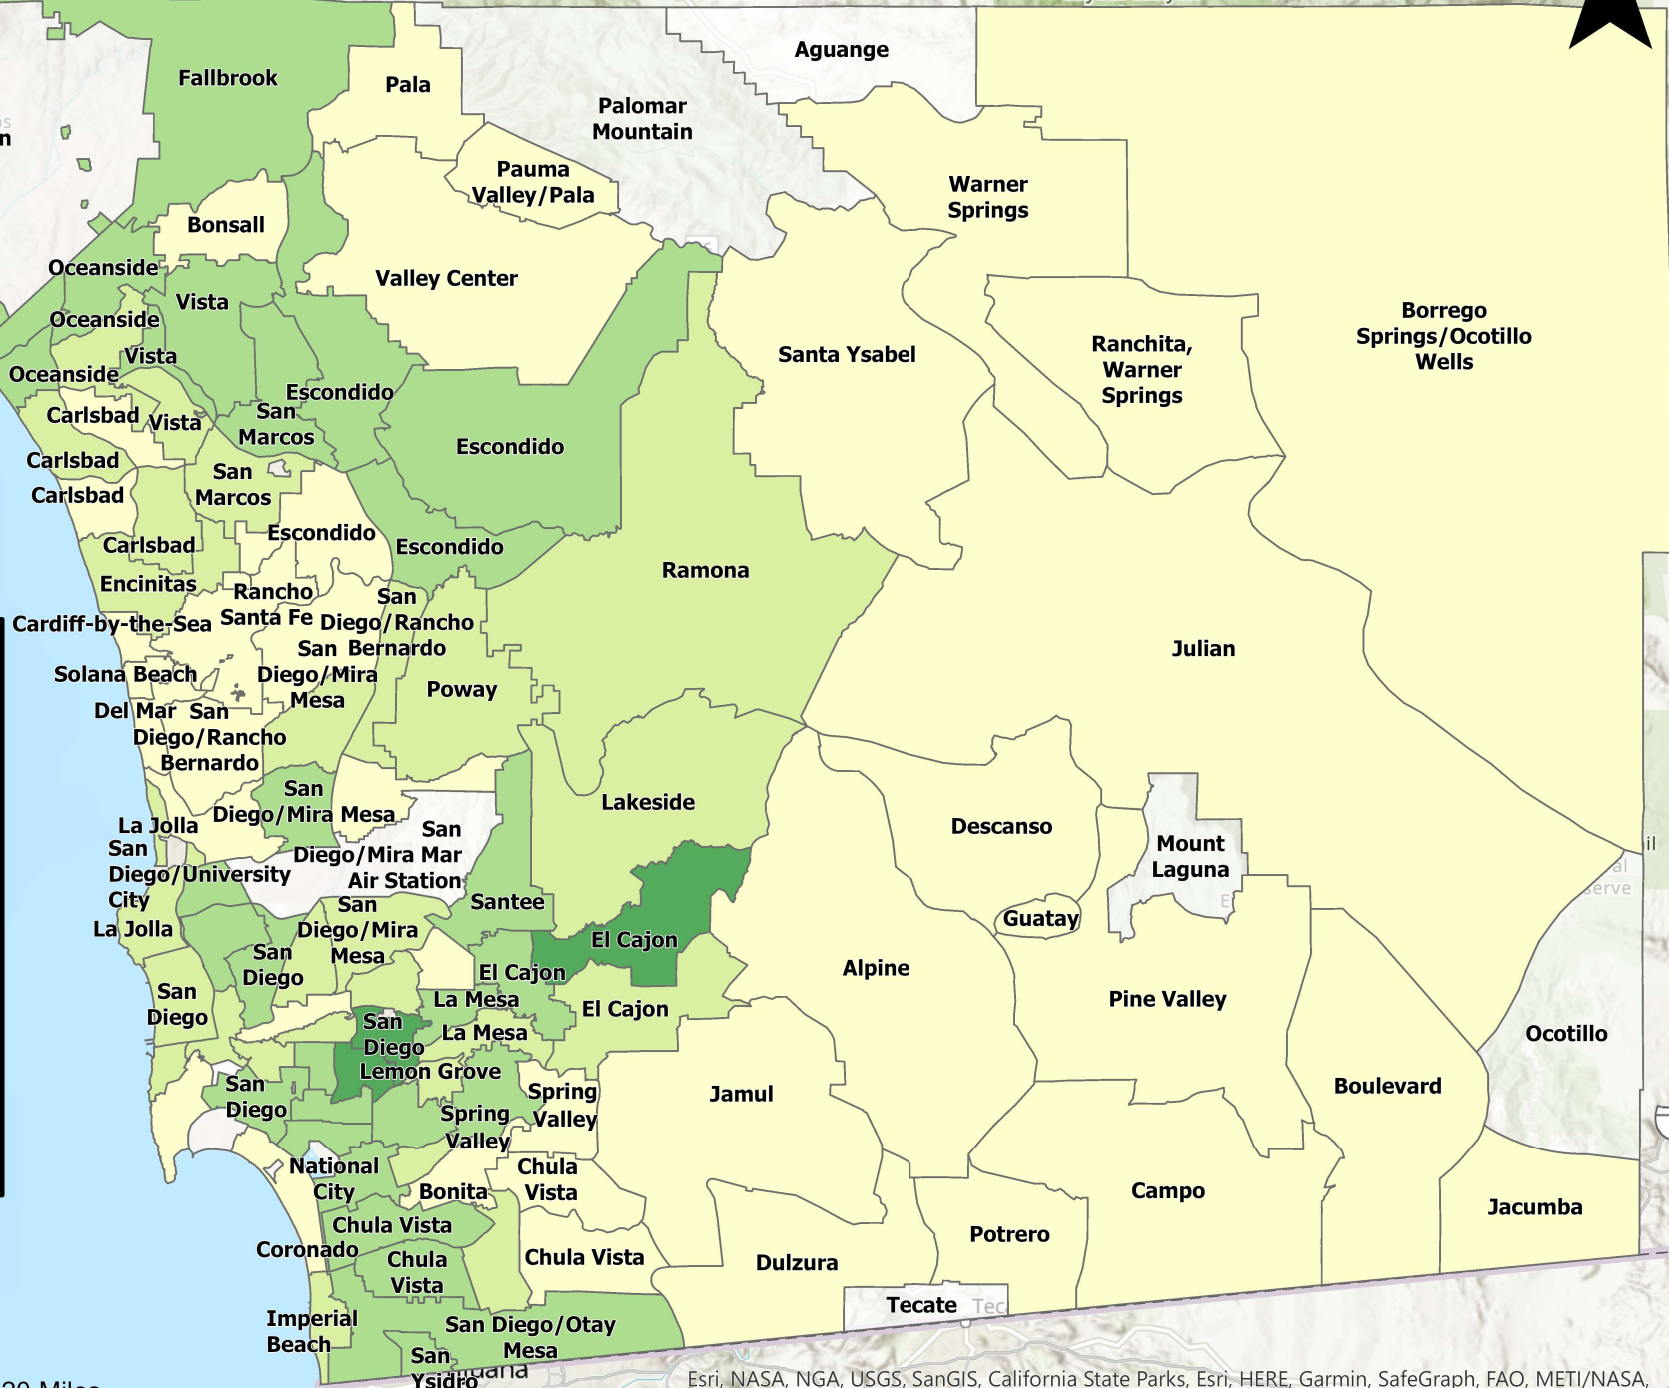 Aguange
Fallbrook
Pala
Palomar
Mountain
n
Pauma
Valley/Pala
Warner
Springs
Bonsall
Oceanside
Valley Center
Vista
Oceanside
Borrego
Springs/Ocotillo
Wells
Santa Ysabel
Ranchita,
Warner
Springs
Vista
Oceanside
Escondido
Carlsbad
Vista
San
Marcos
Escondido
Carlsbad
San
Marcos
Carlsbad
Escondido
Carlsbad
Escondido
Ramona
Encinitas
Rancho
Santa Fe
San
Diego/Rancho
Bernardo
Cardiff-by-the-Sea
San
Diego/Mira
Mesa
Julian
Solana Beach
Poway
Del Mar
San
Diego/Rancho
Bernardo
San
Diego/Mira Mesa
Lakeside
La Jolla
Descanso
San
Diego/Mira Mar
Air Station
San
Diego/University
City
Mount
Laguna
Santee
San
Diego/Mira
Mesa
Guatay
La Jolla
El Cajon
San
Diego
El Cajon
Alpine
San
Diego
La Mesa
El Cajon
Pine Valley
San
Diego
La Mesa
Ocotillo
Lemon Grove
San
Diego
Spring
Valley
Jamul
Boulevard
Spring
Valley
National
City
Chula
Vista
Bonita
Campo
Jacumba
Chula Vista
Potrero
Coronado
Chula
Vista
Chula Vista
Dulzura
Tecate
Tec
Imperial
Beach
San Diego/Otay
Mesa
San
Ysidro
Esri, NASA, NGA, USGS, SanGIS, California State Parks, Esri, HERE, Garmin, SafeGraph, FAO, METI/NASA,